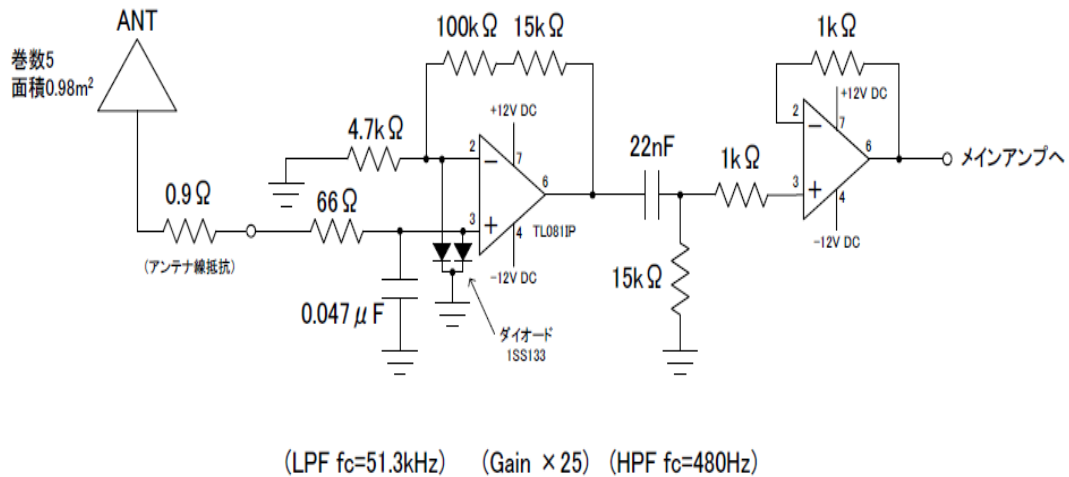 ANT
巻数5
面積0.98m²
0.9Ω
(アンテナ線抵抗)
4.7kΩ
66Ω
0.047μF
100kΩ
15kΩ
+12V DC
2
7
6
3
4
TL081IP
-12V DC
ダイオード
1SS133
22nF
15kΩ
1kΩ
1kΩ
+12V DC
2
7
6
3
4
-12V DC
メインアンプへ
(LPF fc=51.3kHz) (Gain ×25) (HPF fc=480Hz)